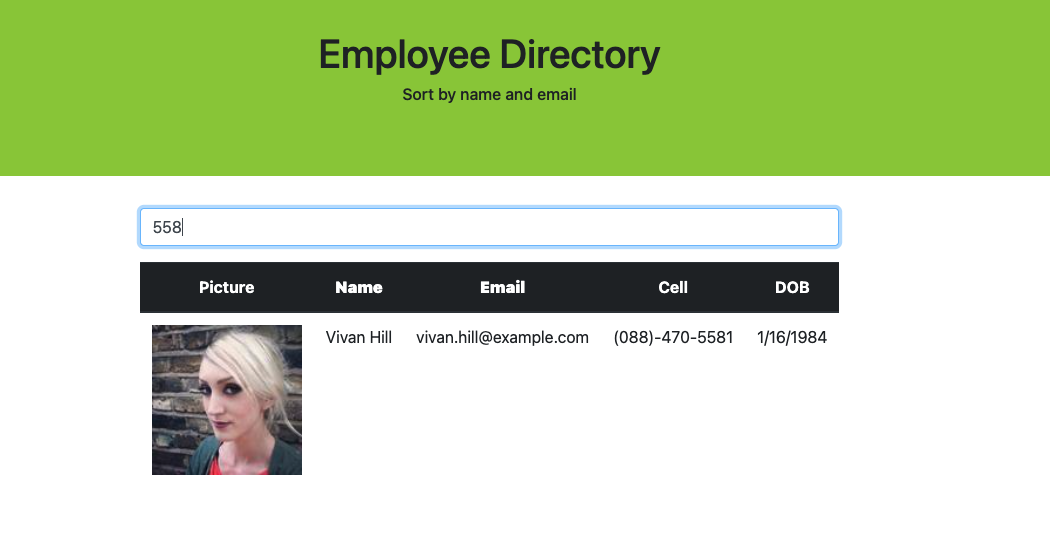 Employee Directory
Sort by name and email
558
Picture Name Email Cell DOB
Vivan Hill vivan.hill@example.com (088)-470-5581 1/16/1984